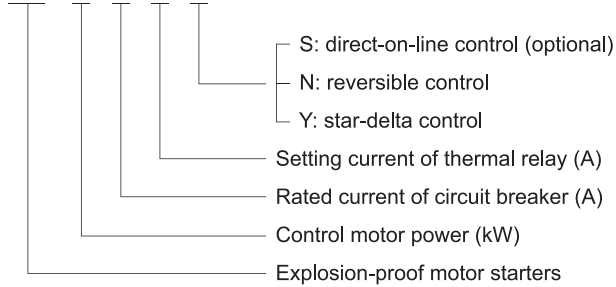 S: direct-on-line control (optional)
N: reversible control
Y: star-delta control
Setting current of thermal relay (A)
Rated current of circuit breaker (A)
Control motor power (kW)
Explosion-proof motor starters